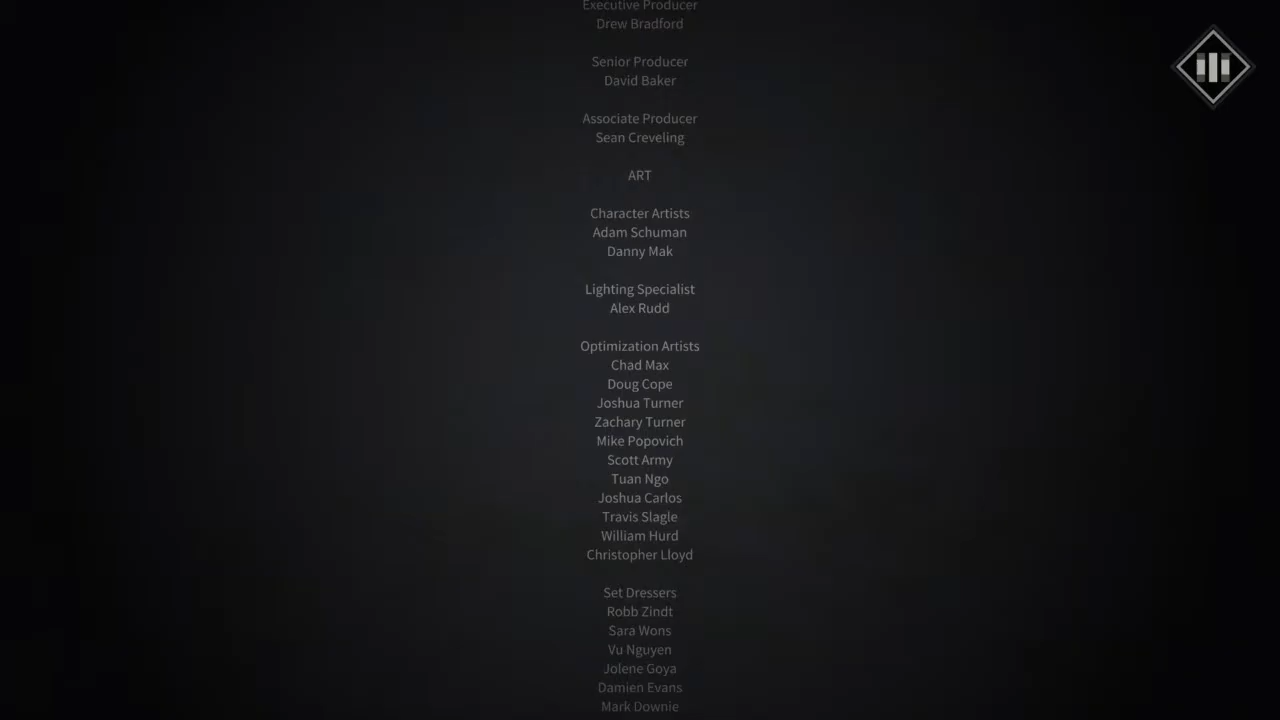 Executive Producer
Drew Bradford
Senior Producer
David Baker
Associate Producer
Sean Creveling
ART
Character Artists
Adam Schuman
Danny Mak
Lighting Specialist
Alex Rudd
Optimization Artists
Chad Max
Doug Cope
Joshua Turner
Zachary Turner
Mike Popovich
Scott Army
Tuan Ngo
Joshua Carlos
Travis Slagle
William Hurd
Christopher Lloyd
Set Dressers
Robb Zindt
Sara Wons
Vu Nguyen
Jolene Goya
Damien Evans
Mark Downie